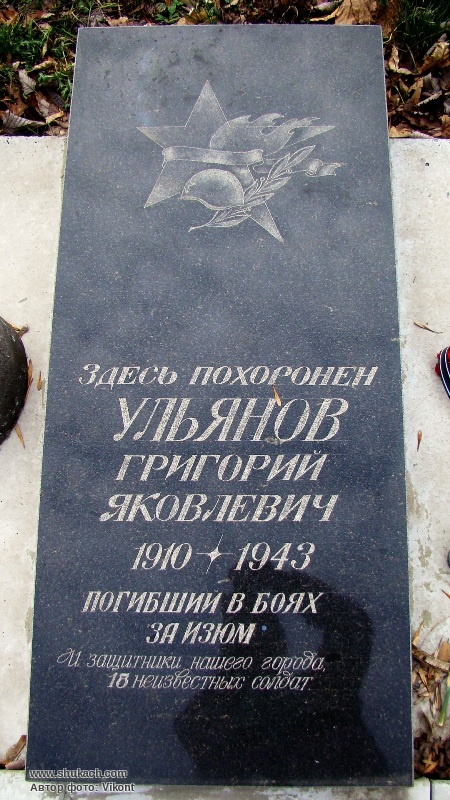 ЗДЕСЬ ПОХОРОНЕН
УЛЬЯНОВ
ГРИГОРИЙ
ЯКОВЛЕВИЧ
1910 1943
ПОГИБШИИ В БОЯХ
ЗА ИЗЮМ
И ЗАЩИТНИКИ НАШЕГО ГОРОДА,
18 НЕИЗВЕСТНЫХ СОЛДАТ.
www.shukach.com
Автор фото: Vikont